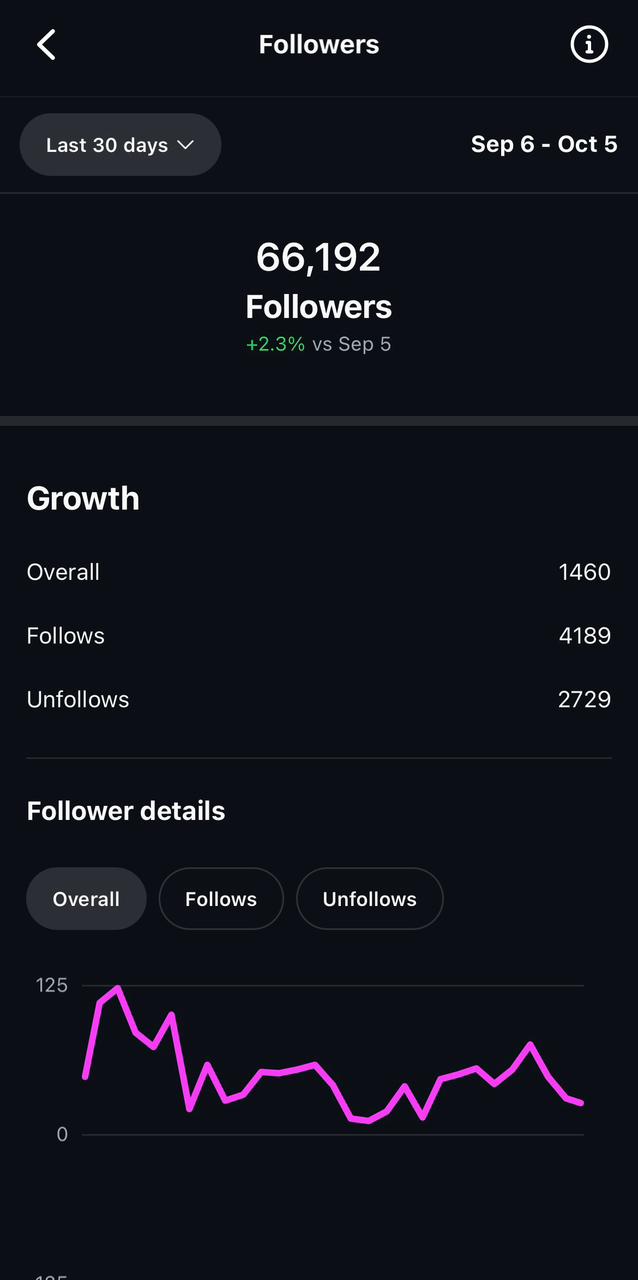 Followers
Last 30 days
Sep 6 - Oct 5
66,192
Followers
+2.3% vs Sep 5
Growth
Overall 1460
Follows 4189
Unfollows 2729
Follower details
Overall Follows Unfollows
125
0